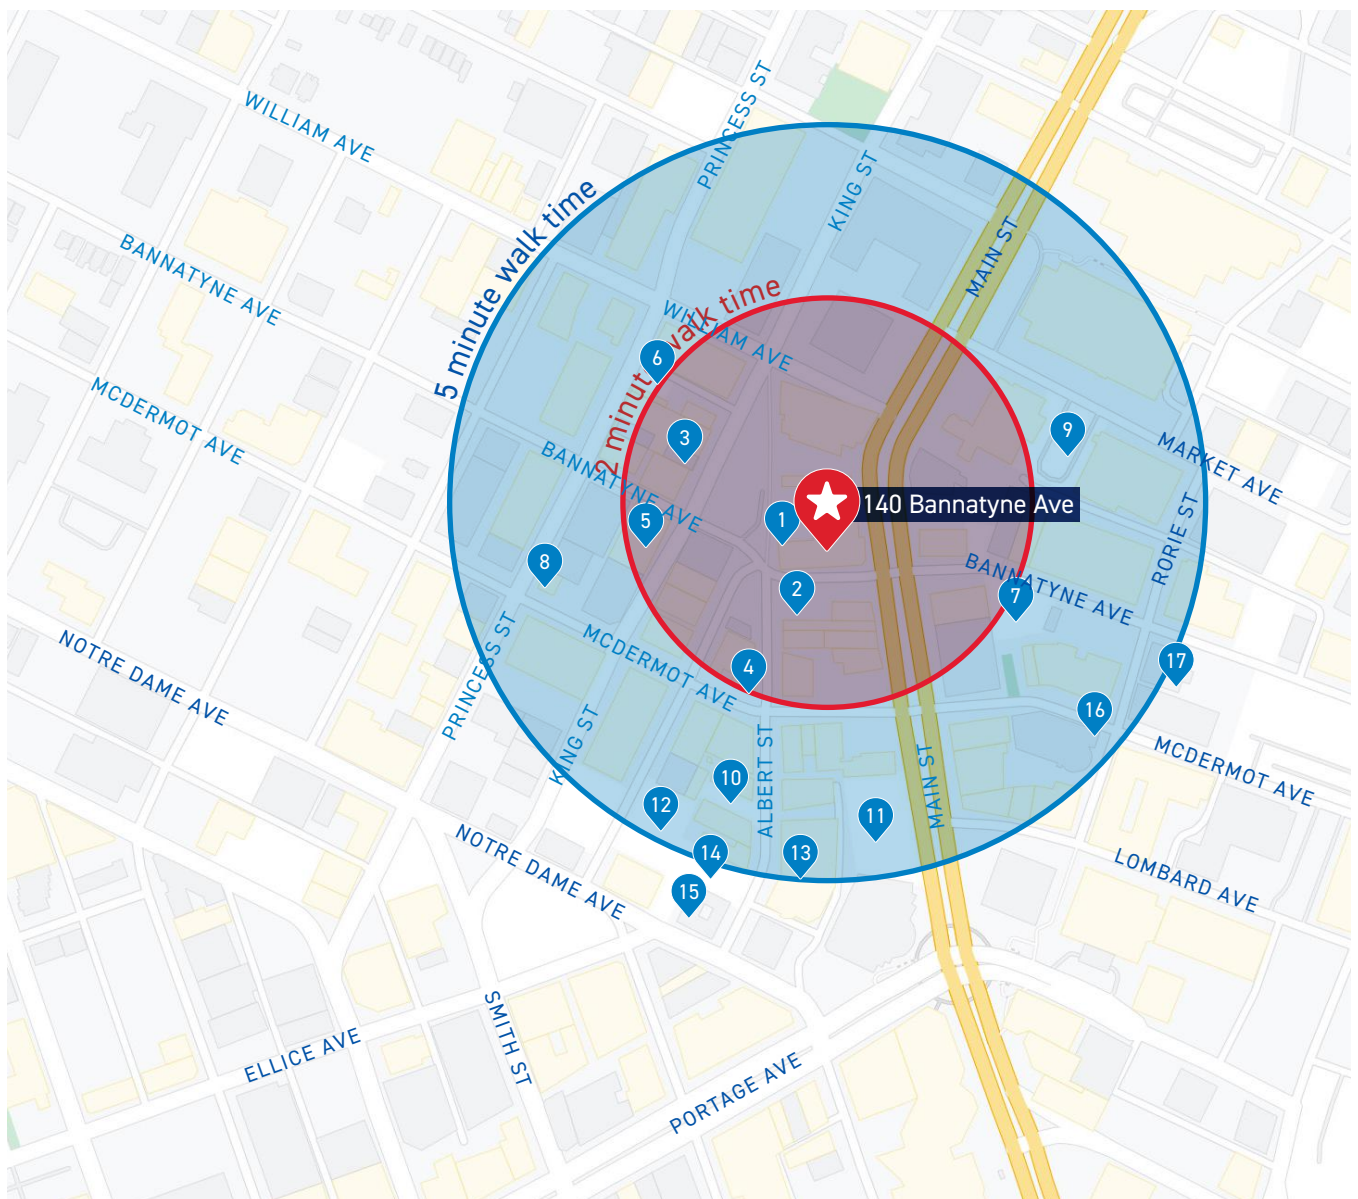 PRINCESS ST
WILLIAM AVE
KING ST
5 minute walk time
MAIN ST
BANNATYNE AVE
2 minute walk time
WILLIAM AVE
6
MCDERMOT AVE
3
9
MARKET AVE
BANNATYNE AVE
1
140 Bannatyne Ave
5
RORIE ST
8
2
BANNATYNE AVE
7
NOTRE DAME AVE
PRINCESS ST
MCDERMOT AVE
4
17
16
KING ST
ALBERT ST
MAIN ST
MCDERMOT AVE
10
12
11
NOTRE DAME AVE
14
13
LOMBARD AVE
15
SMITH ST
ELLICE AVE
PORTAGE AVE